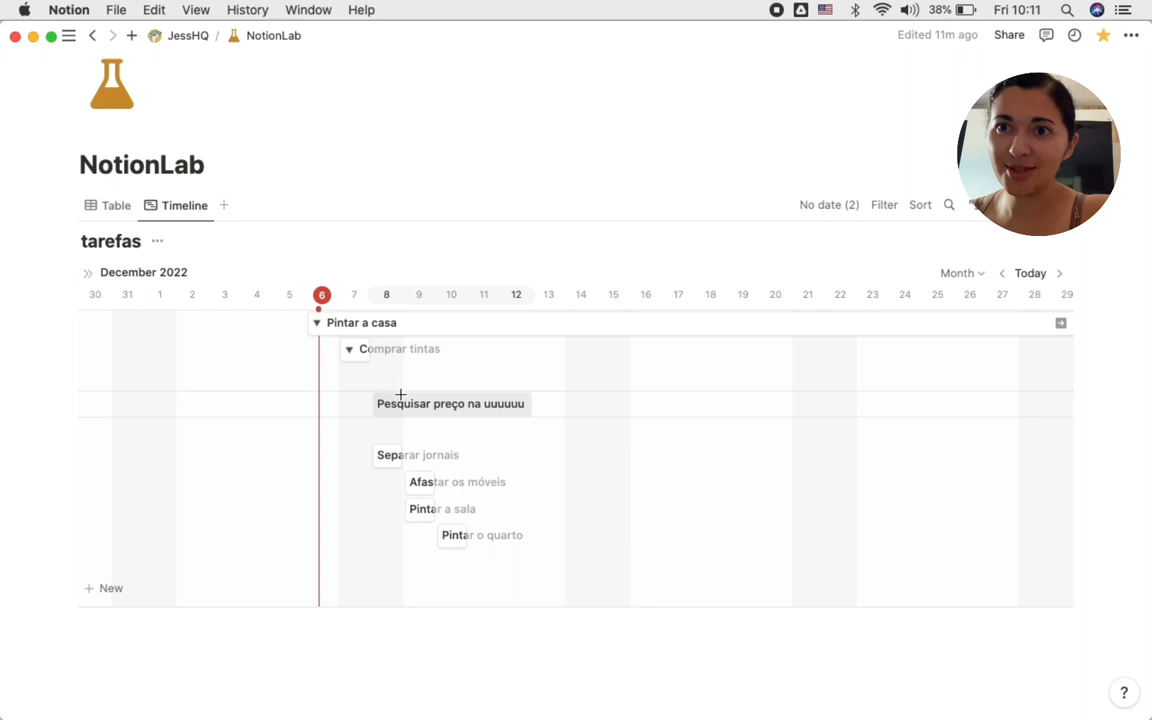 Notion File Edit View History Window Help 38% Fri 10:11
JessHQ / NotionLab Edited 11m ago Share
NotionLab
Table Timeline No date (2) Filter Sort
tarefas
December 2022 Month Today
30 31 1 2 3 4 5 6 7 8 9 10 11 12 13 14 15 16 17 18 19 20 21 22 23 24 25 26 27 28 29
Pintar a casa
Comprar tintas
Pesquisar preço na uuuuuu
Separar jornais
Afastar os móveis
Pintar a sala
Pintar o quarto
+ New
?